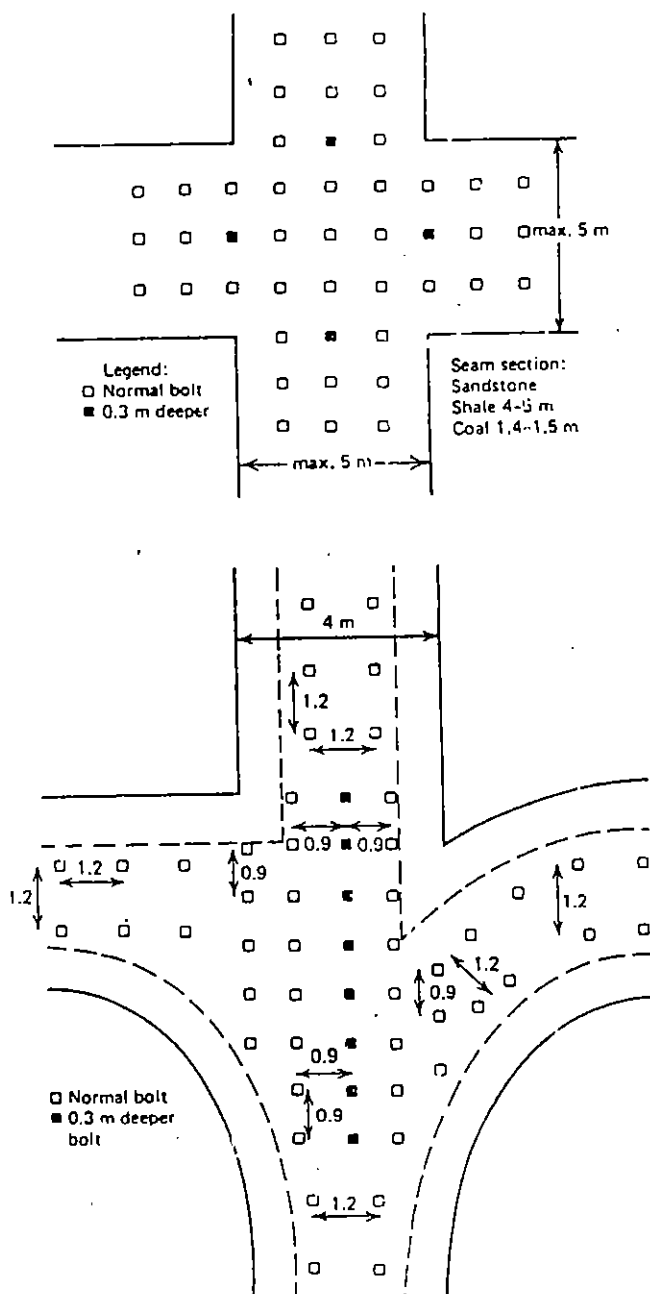 max. 5 m
Legend:
Normal bolt
0.3 m deeper
Seam section:
Sandstone
Shale 4-5 m
Coal 1,4-1,5 m
max. 5 m
4 m
1.2
1.2
0.9
0.9
1.2
1.2
0.9
1.2
1.2
0.9
0.9
0.9
Normal bolt
0.3 m deeper
bolt
1.2